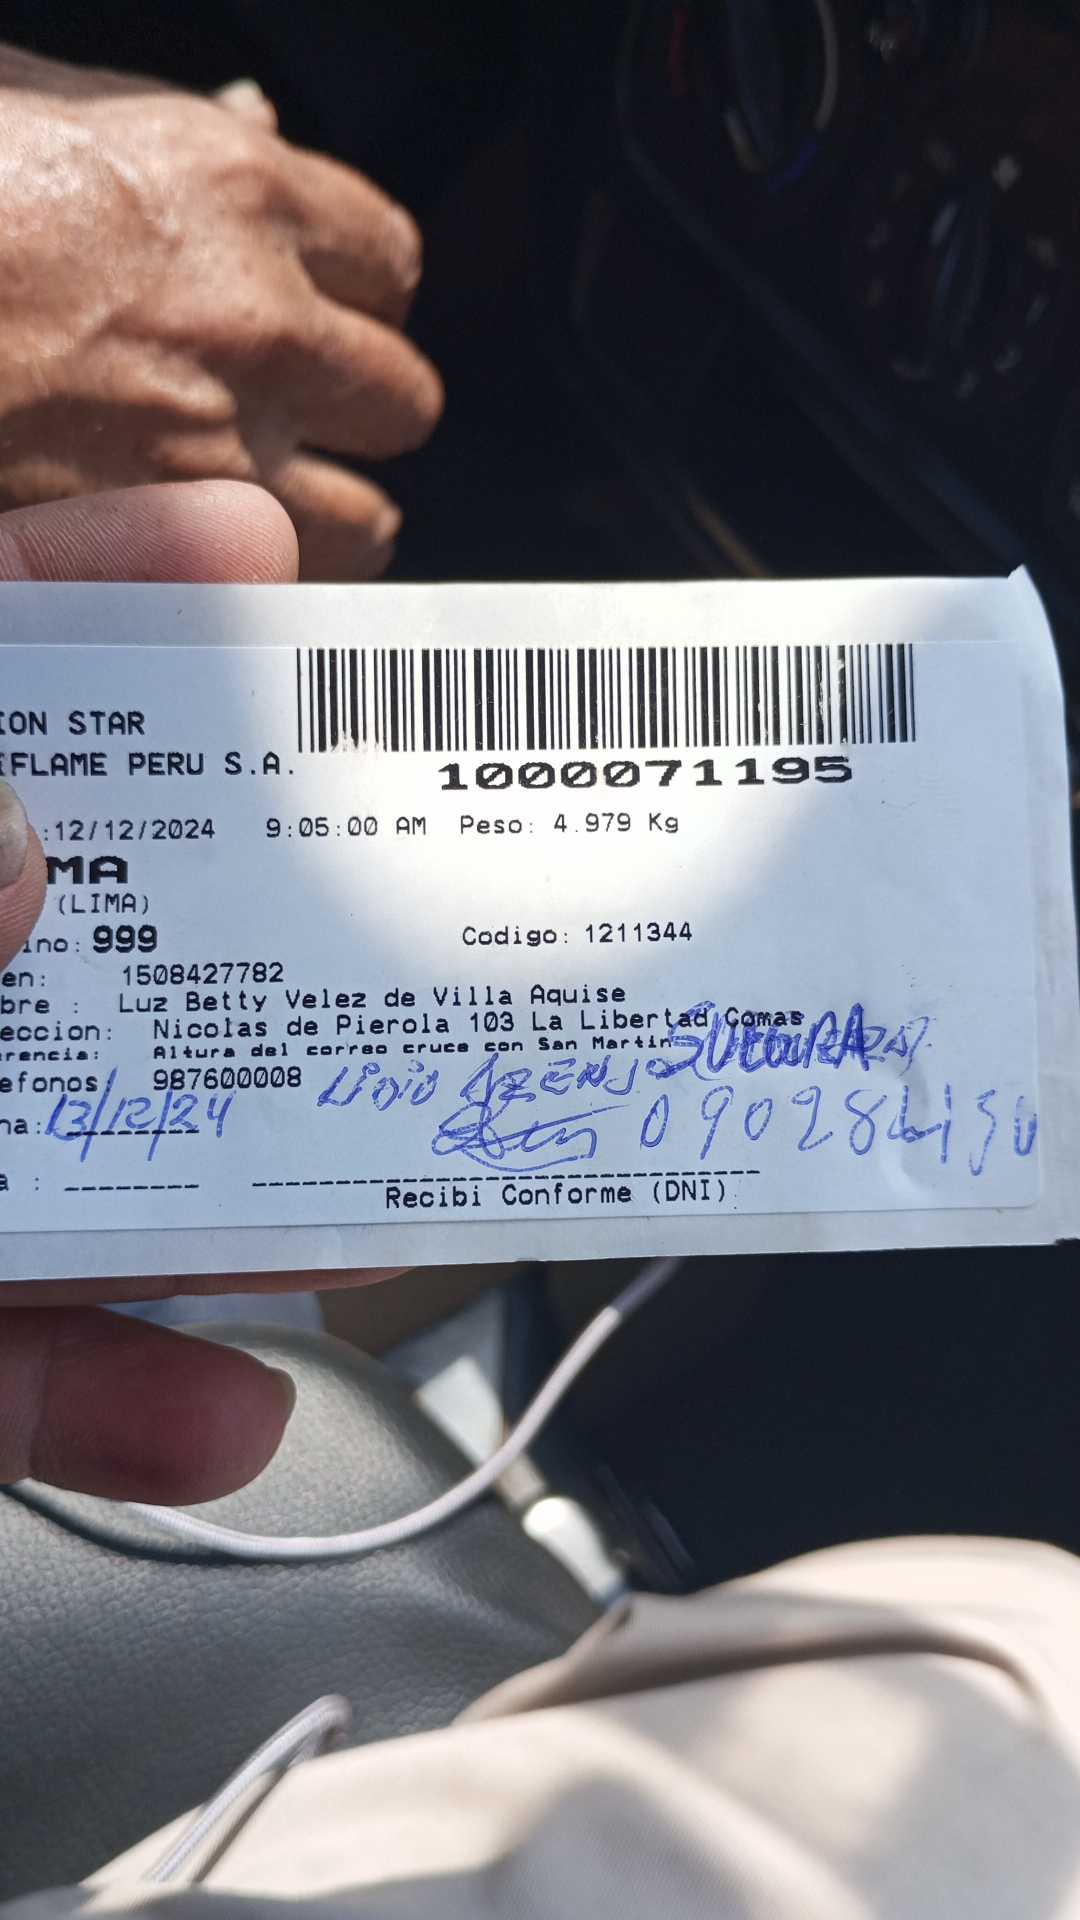 ION STAR
IFLAME PERU S.A.
1000071195
:12/12/2024 9:05:00 AM Peso: 4.979 Kg
MA
(LIMA)
ino: 999 Codigo: 1211344
en: 1508427782
bre : Luz Betty Velez de Villa Aquise
eccion: Nicolas de Pierola 103 La Libertad Comas
erencia: Altura del correo cruce con San Martin
efonos: 987600008
ha: 13/12/24
a :
Recibi Conforme (DNI)